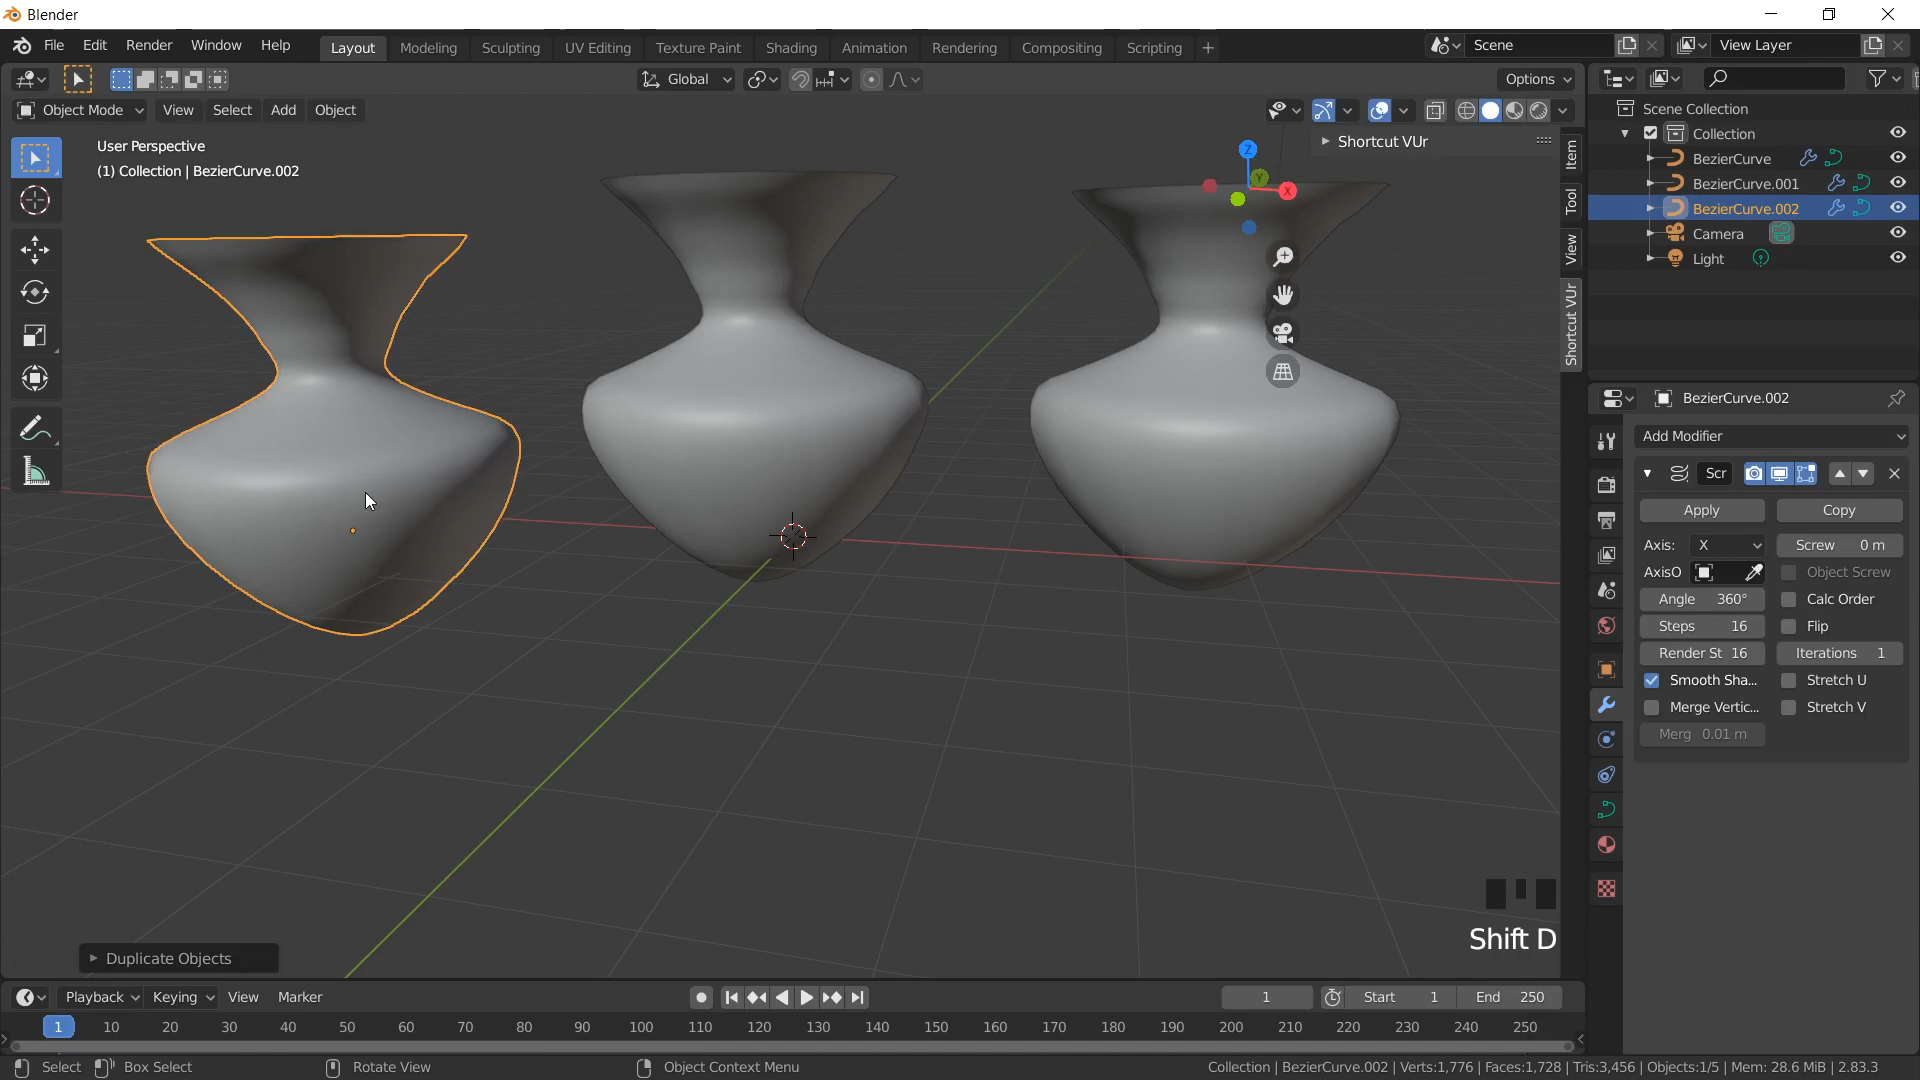 Blender
File Edit Render Window Help Layout Modeling Sculpting UV Editing Texture Paint Shading Animation Rendering Compositing Scripting + Scene View Layer
Global Options
Object Mode View Select Add Object
User Perspective
(1) Collection | BezierCurve.002
Shortcut VUr
Z
Y
X
Item
Tool
View
Shortcut VUr
Scene Collection
Collection
BezierCurve
BezierCurve.001
BezierCurve.002
Camera
Light
BezierCurve.002
Add Modifier
Scr
Apply Copy
Axis: X Screw 0 m
AxisO Object Screw
Angle 360° Calc Order
Steps 16 Flip
Render St 16 Iterations 1
Smooth Sha... Stretch U
Merge Vertic... Stretch V
Merg 0.01 m
Shift D
Duplicate Objects
Playback Keying View Marker 1 Start 1 End 250
1 10 20 30 40 50 60 70 80 90 100 110 120 130 140 150 160 170 180 190 200 210 220 230 240 250
Select Box Select Rotate View Object Context Menu Collection | BezierCurve.002 | Verts:1,776 | Faces:1,728 | Tris:3,456 | Objects:1/5 | Mem: 28.6 MiB | 2.83.3